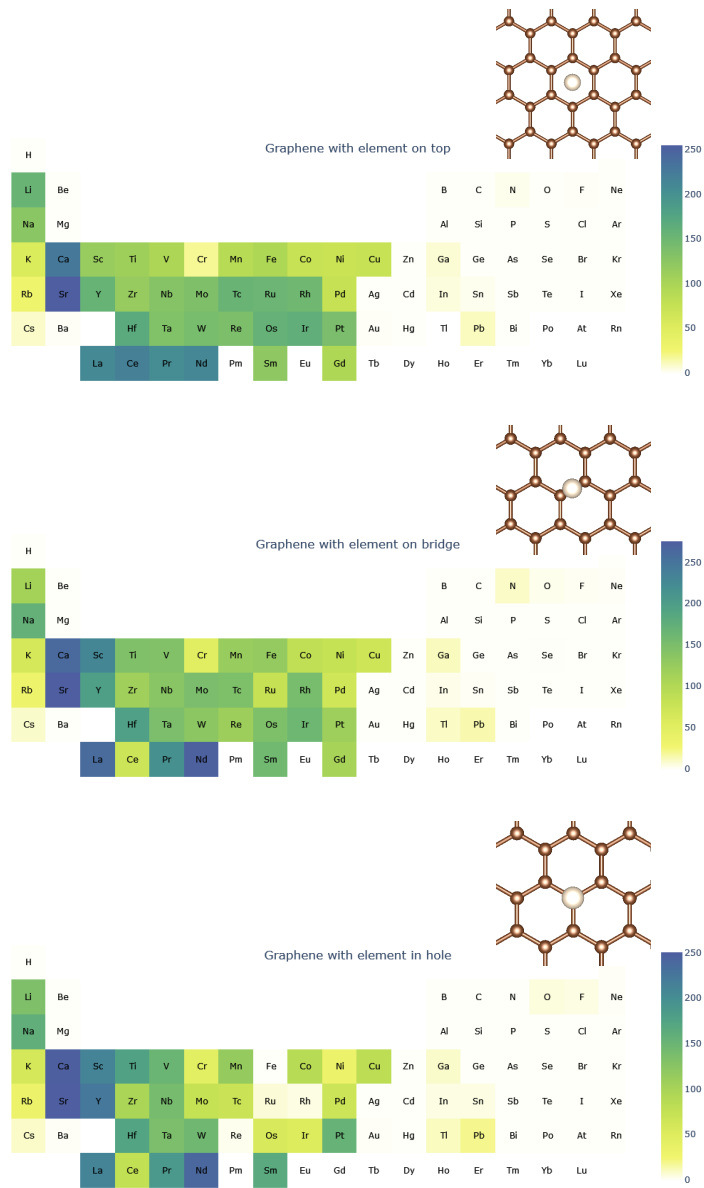 Graphene with element on top
H
Li Be B C N O F Ne
Na Mg Al Si P S Cl Ar
K Ca Sc Ti V Cr Mn Fe Co Ni Cu Zn Ga Ge As Se Br Kr
Rb Sr Y Zr Nb Mo Tc Ru Rh Pd Ag Cd In Sn Sb Te I Xe
Cs Ba Hf Ta W Re Os Ir Pt Au Hg Tl Pb Bi Po At Rn
La Ce Pr Nd Pm Sm Eu Gd Tb Dy Ho Er Tm Yb Lu
250
200
150
100
50
0
Graphene with element on bridge
H
Li Be B C N O F Ne
Na Mg Al Si P S Cl Ar
K Ca Sc Ti V Cr Mn Fe Co Ni Cu Zn Ga Ge As Se Br Kr
Rb Sr Y Zr Nb Mo Tc Ru Rh Pd Ag Cd In Sn Sb Te I Xe
Cs Ba Hf Ta W Re Os Ir Pt Au Hg Tl Pb Bi Po At Rn
La Ce Pr Nd Pm Sm Eu Gd Tb Dy Ho Er Tm Yb Lu
250
200
150
100
50
0
Graphene with element in hole
H
Li Be B C N O F Ne
Na Mg Al Si P S Cl Ar
K Ca Sc Ti V Cr Mn Fe Co Ni Cu Zn Ga Ge As Se Br Kr
Rb Sr Y Zr Nb Mo Tc Ru Rh Pd Ag Cd In Sn Sb Te I Xe
Cs Ba Hf Ta W Re Os Ir Pt Au Hg Tl Pb Bi Po At Rn
La Ce Pr Nd Pm Sm Eu Gd Tb Dy Ho Er Tm Yb Lu
250
200
150
100
50
0